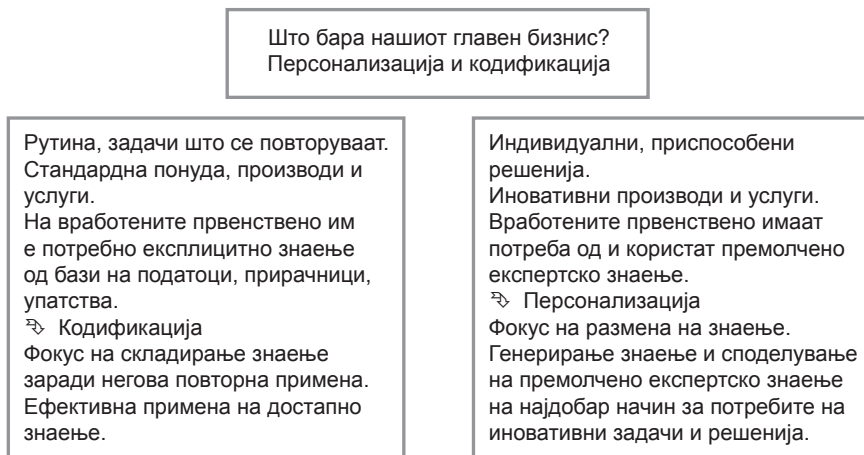 Што бара нашиот главен бизнис?
Персонализација и кодификација
Рутина, задачи што се повторуваат.
Стандардна понуда, производи и
услуги.
На вработените првенствено им
е потребно експлицитно знаење
од бази на податоци, прирачници,
упатства.
Кодификација
Фокус на складирање знаење
заради негова повторна примена.
Ефективна примена на достапно
знаење.
Индивидуални, приспособени
решенија.
Иновативни производи и услуги.
Вработените првенствено имаат
потреба од и користат премолчено
експертско знаење.
Персонализација
Фокус на размена на знаење.
Генерирање знаење и споделување
на премолчено експертско знаење
на најдобар начин за потребите на
иновативни задачи и решенија.